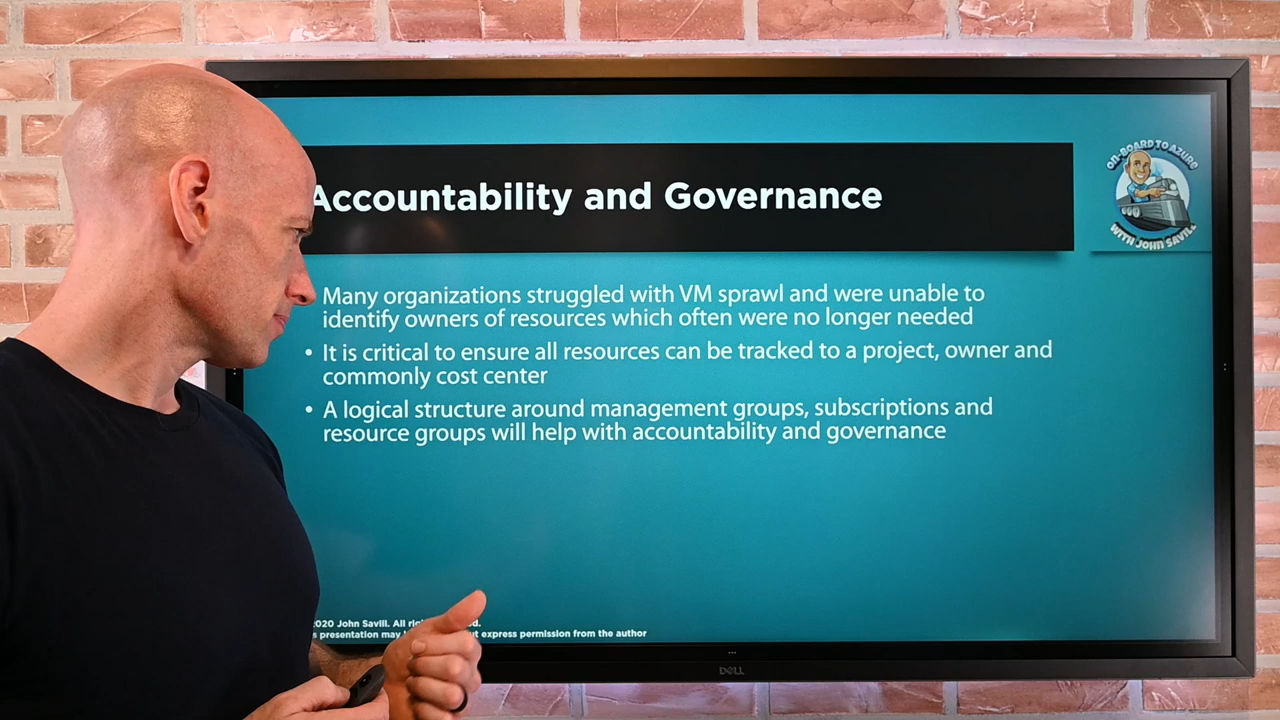 Accountability and Governance
ON-BOARD TO AZURE
WITH JOHN SAVILL
Many organizations struggled with VM sprawl and were unable to
identify owners of resources which often were no longer needed
• It is critical to ensure all resources can be tracked to a project, owner and
commonly cost center
• A logical structure around management groups, subscriptions and
resource groups will help with accountability and governance
2020 John Savill. All
presentation may express permission from the author
DELL